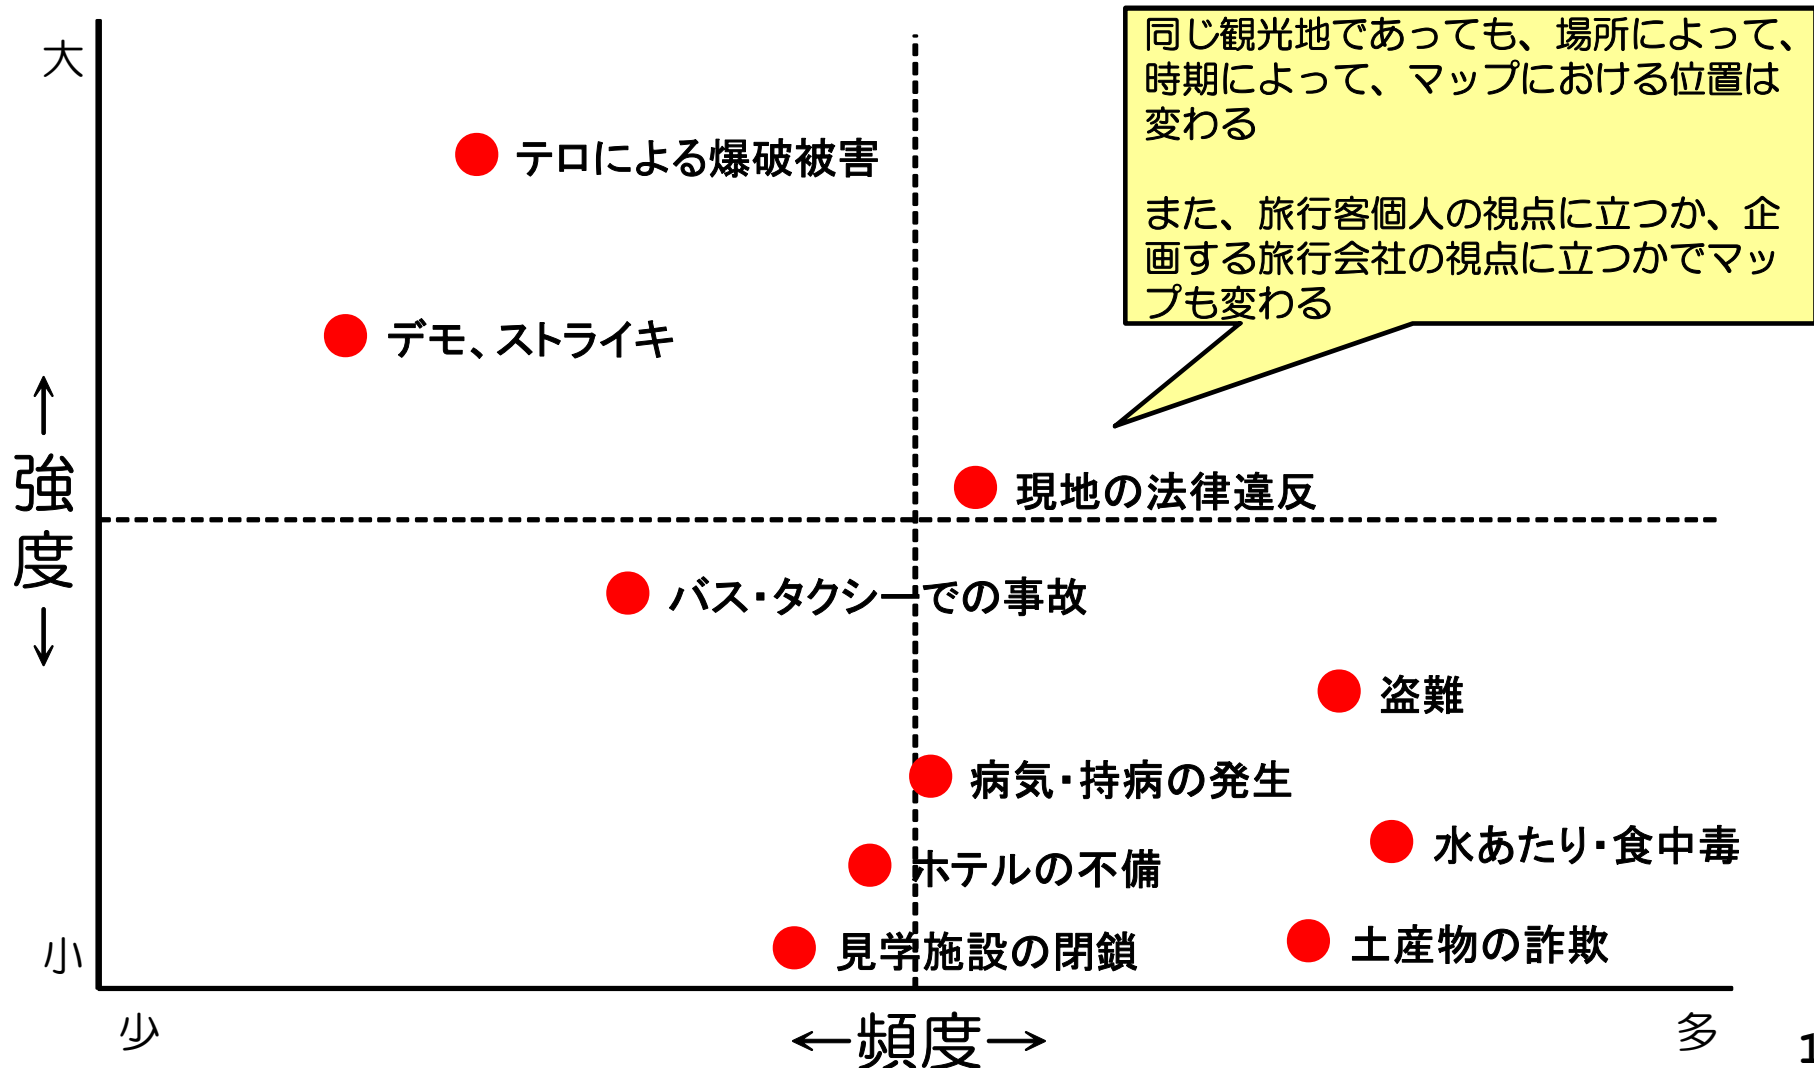 大
同じ観光地であっても、場所によって、
時期によって、マップにおける位置は
変わる
また、旅行客個人の視点に立つか、企
画する旅行会社の視点に立つかでマッ
プも変わる
テロによる爆破被害
デモ、ストライキ
↑
強
度
↓
現地の法律違反
バス・タクシーでの事故
盗難
病気・持病の発生
水あたり・食中毒
ホテルの不備
見学施設の閉鎖
土産物の詐欺
小
少
←頻度→
多
1